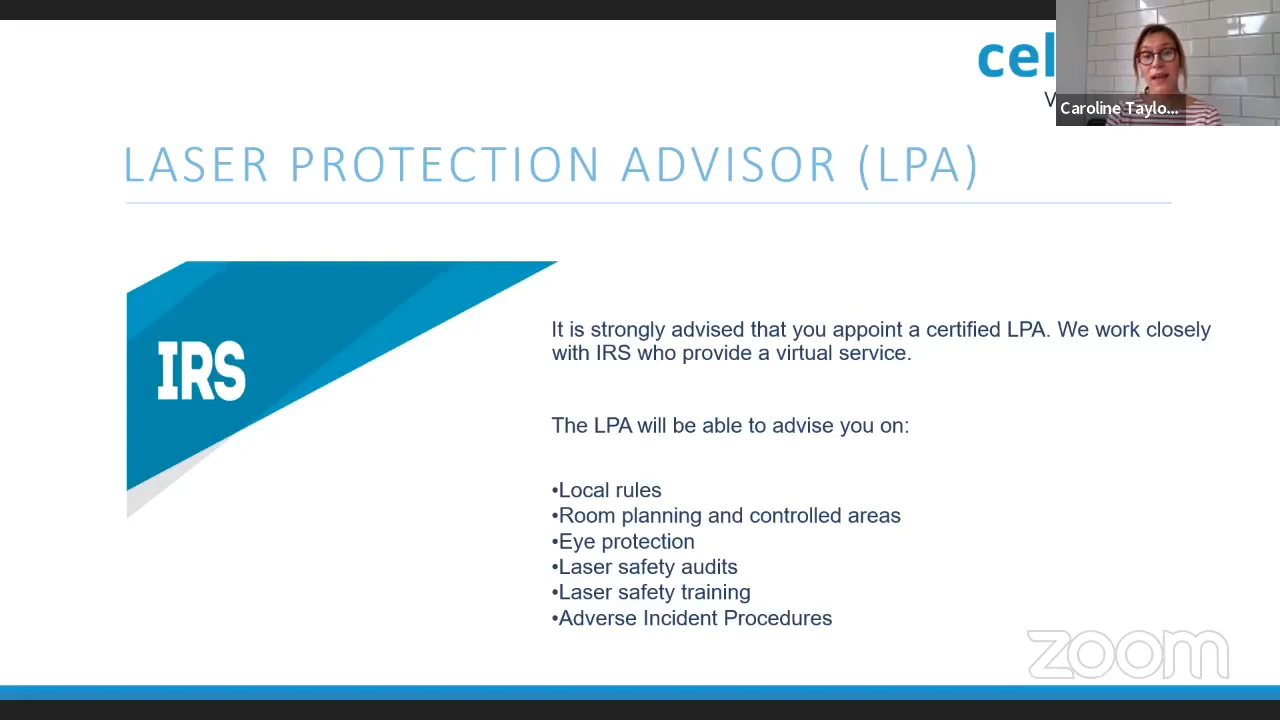 cel
Caroline Taylo...
LASER PROTECTION ADVISOR (LPA)
IRS
It is strongly advised that you appoint a certified LPA. We work closely
with IRS who provide a virtual service.
The LPA will be able to advise you on:
•Local rules
•Room planning and controlled areas
•Eye protection
•Laser safety audits
•Laser safety training
•Adverse Incident Procedures
zoom